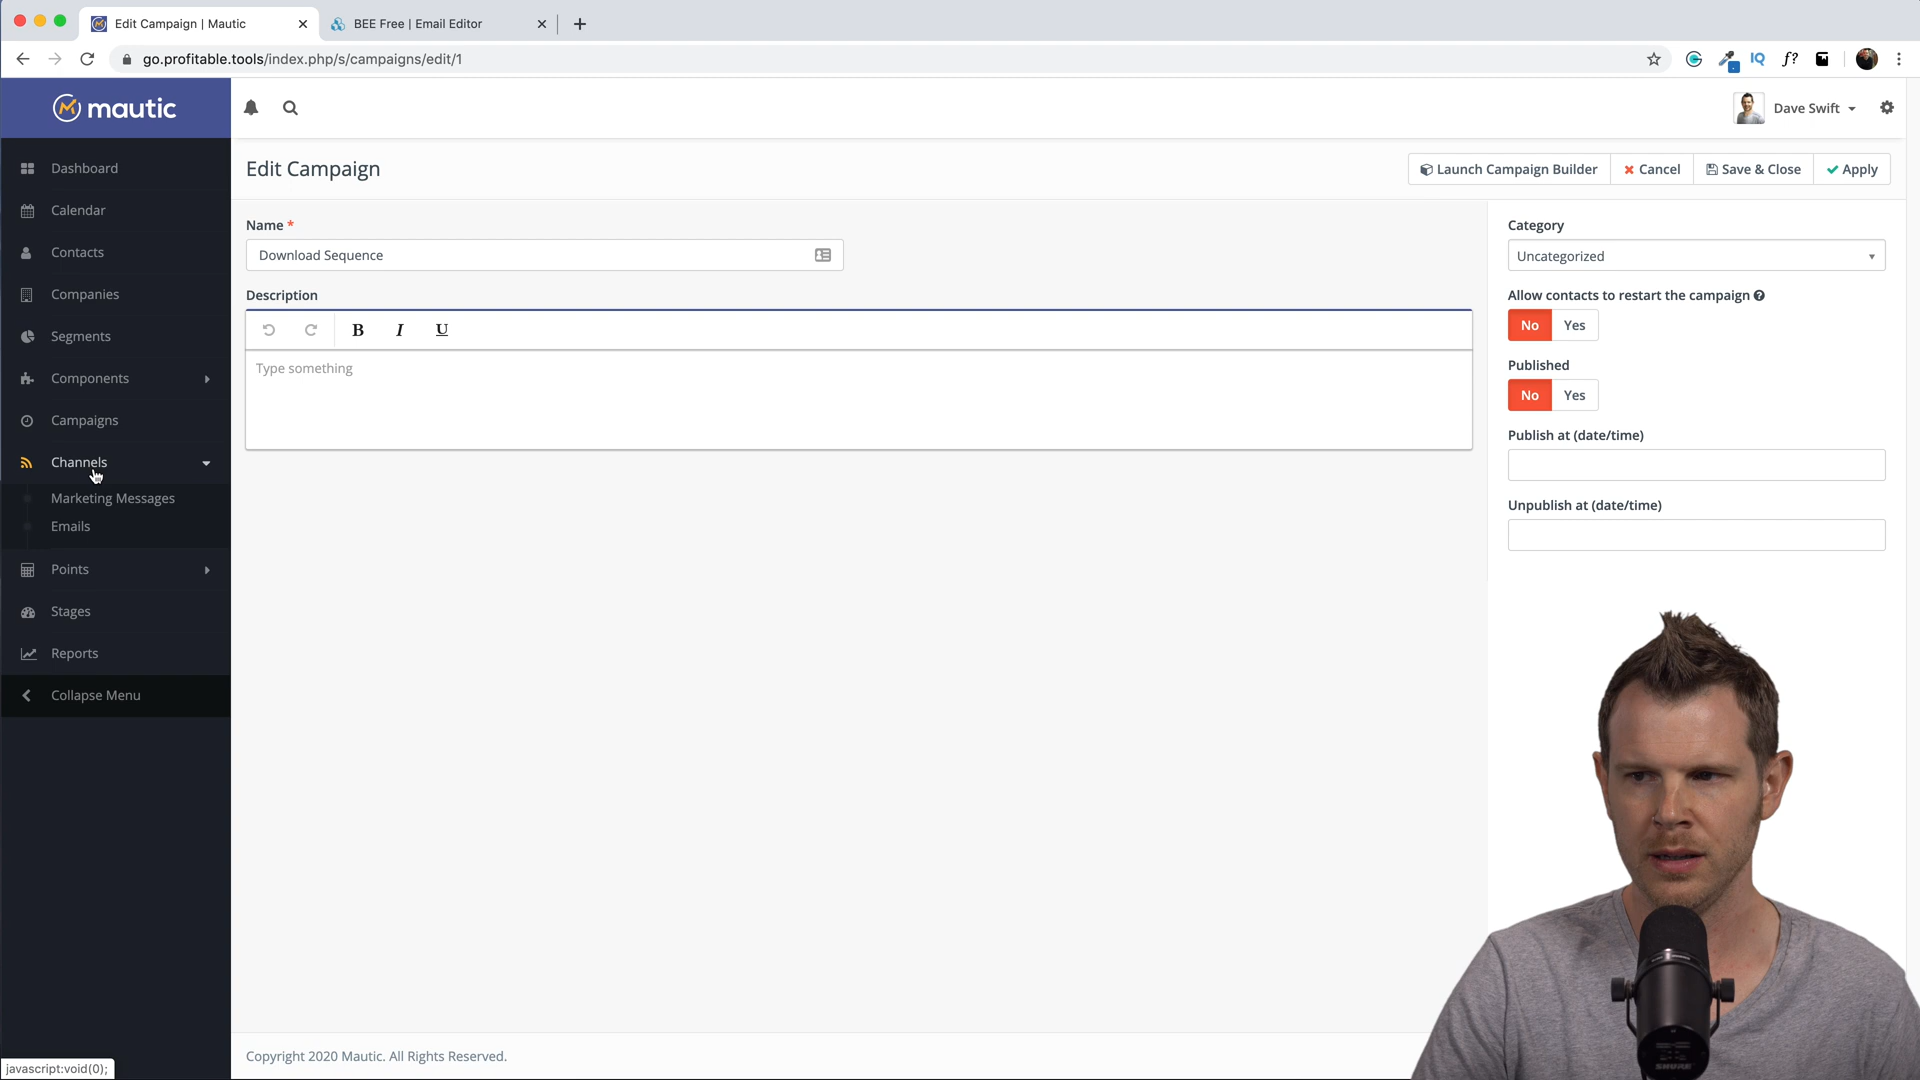 Edit Campaign | Mautic
BEE Free | Email Editor
go.profitable.tools/index.php/s/campaigns/edit/1
IQ
f?
mautic
Dave Swift
Dashboard
Calendar
Contacts
Companies
Segments
Components
Campaigns
Channels
Marketing Messages
Emails
Points
Stages
Reports
Collapse Menu
Edit Campaign
Launch Campaign Builder
Cancel
Save & Close
Apply
Name *
Download Sequence
Description
B I U
Type something
Category
Uncategorized
Allow contacts to restart the campaign
No Yes
Published
No Yes
Publish at (date/time)
Unpublish at (date/time)
Copyright 2020 Mautic. All Rights Reserved.
javascript:void(0);
SHURE